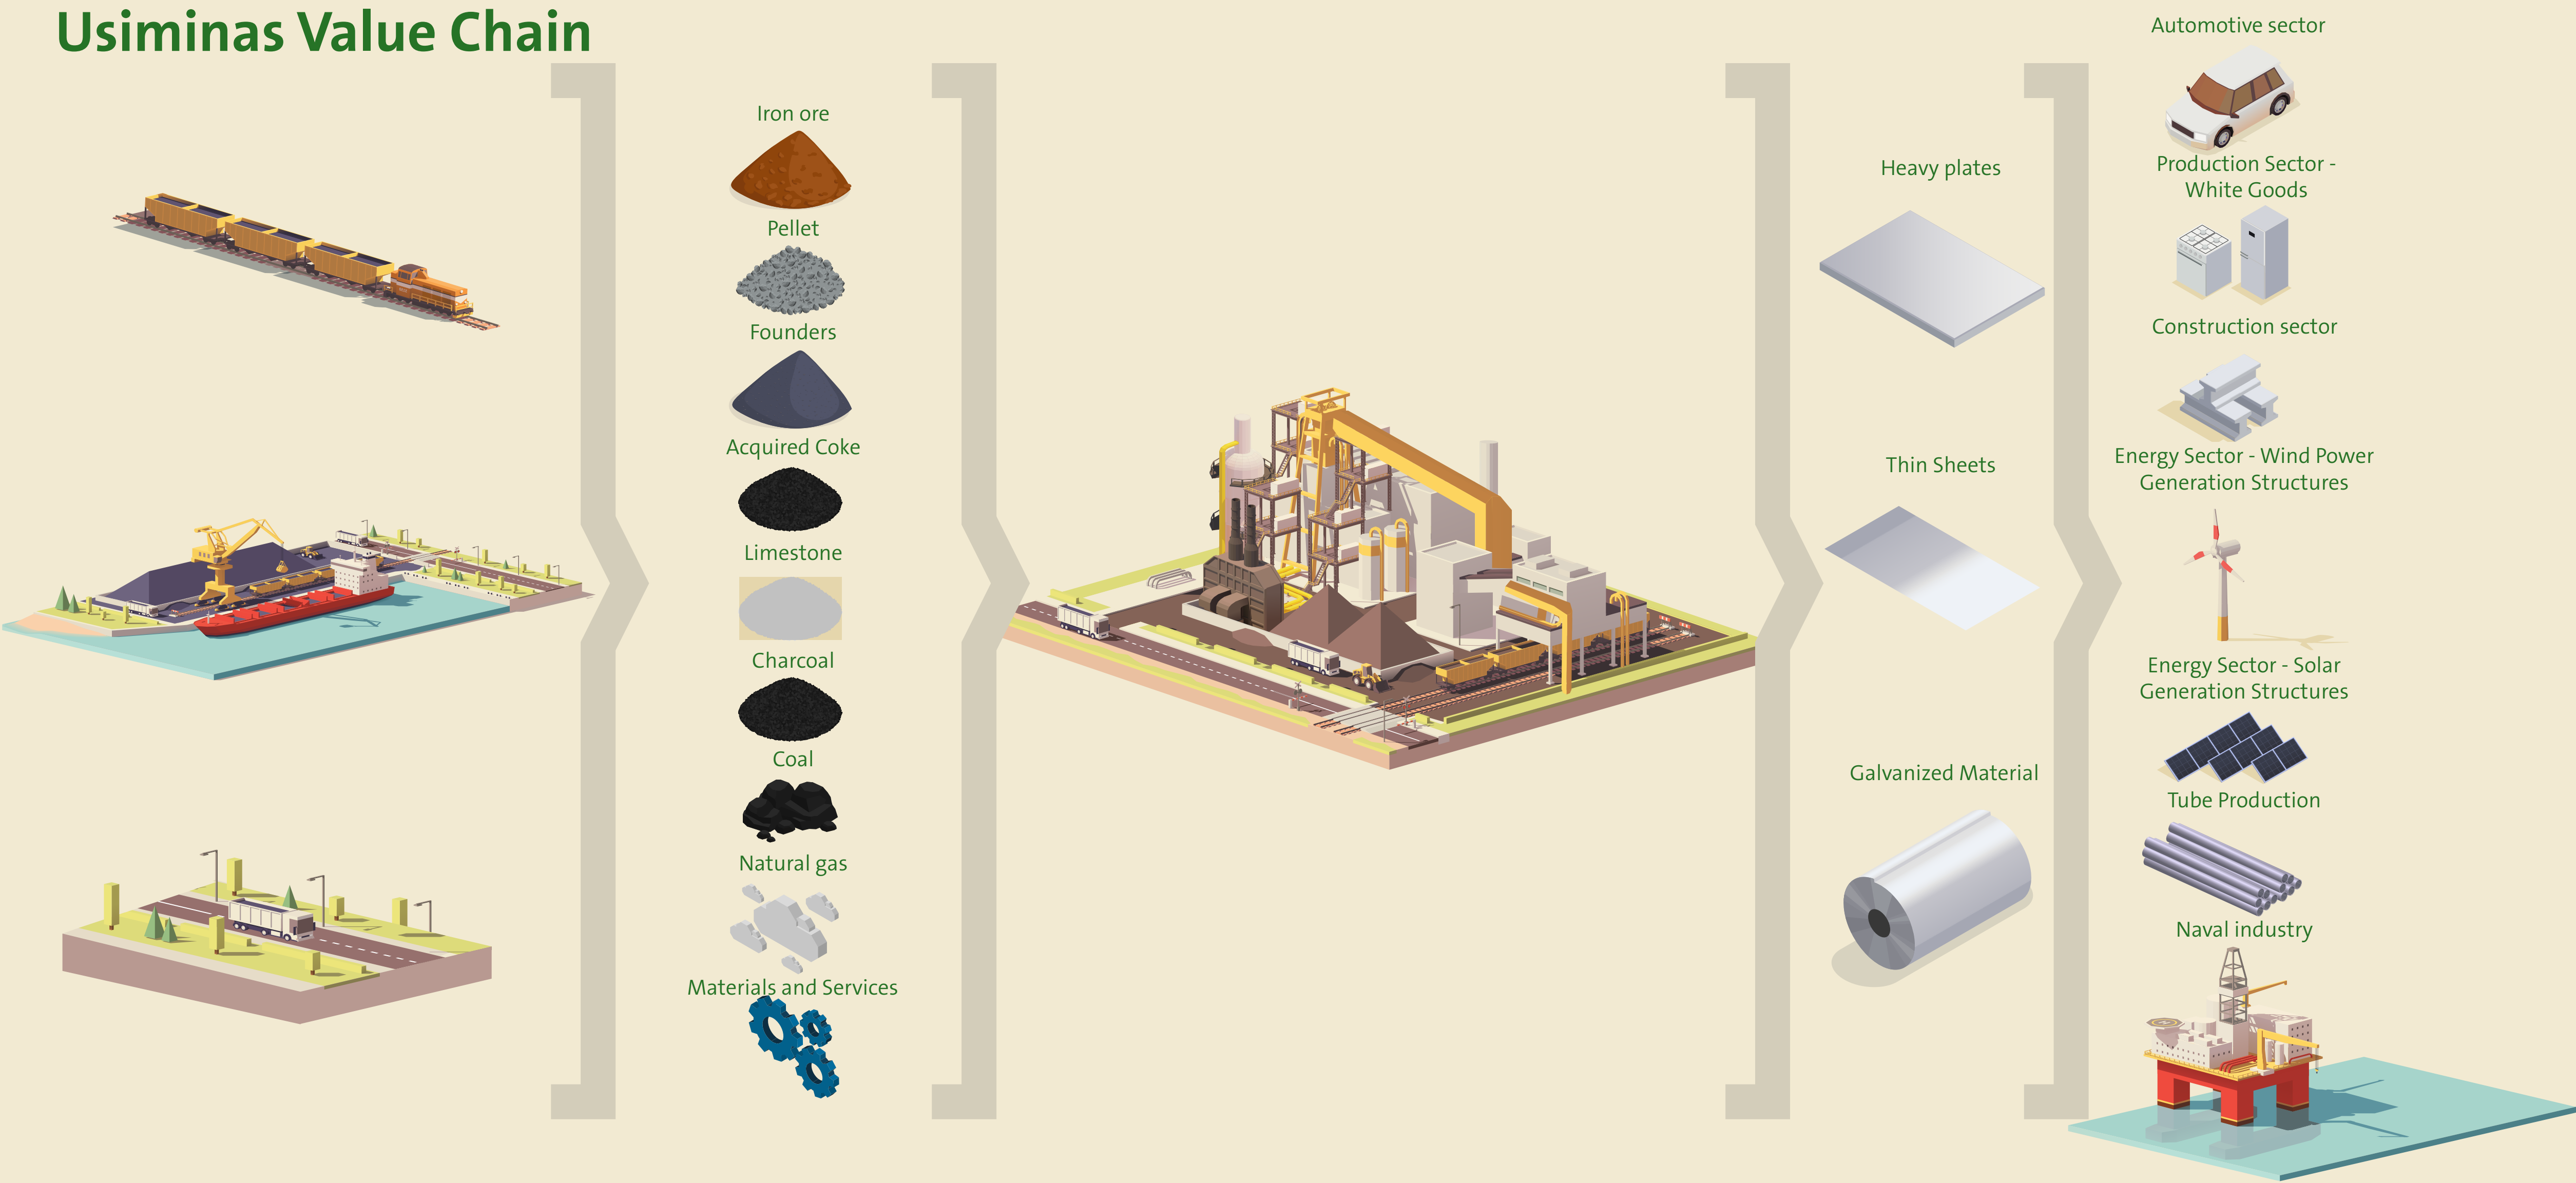 Usiminas Value Chain
Iron ore
Pellet
Founders
Acquired Coke
Limestone
Charcoal
Coal
Natural gas
Materials and Services
Heavy plates
Thin Sheets
Galvanized Material
Automotive sector
Production Sector -
White Goods
Construction sector
Energy Sector - Wind Power
Generation Structures
Energy Sector - Solar
Generation Structures
Tube Production
Naval industry